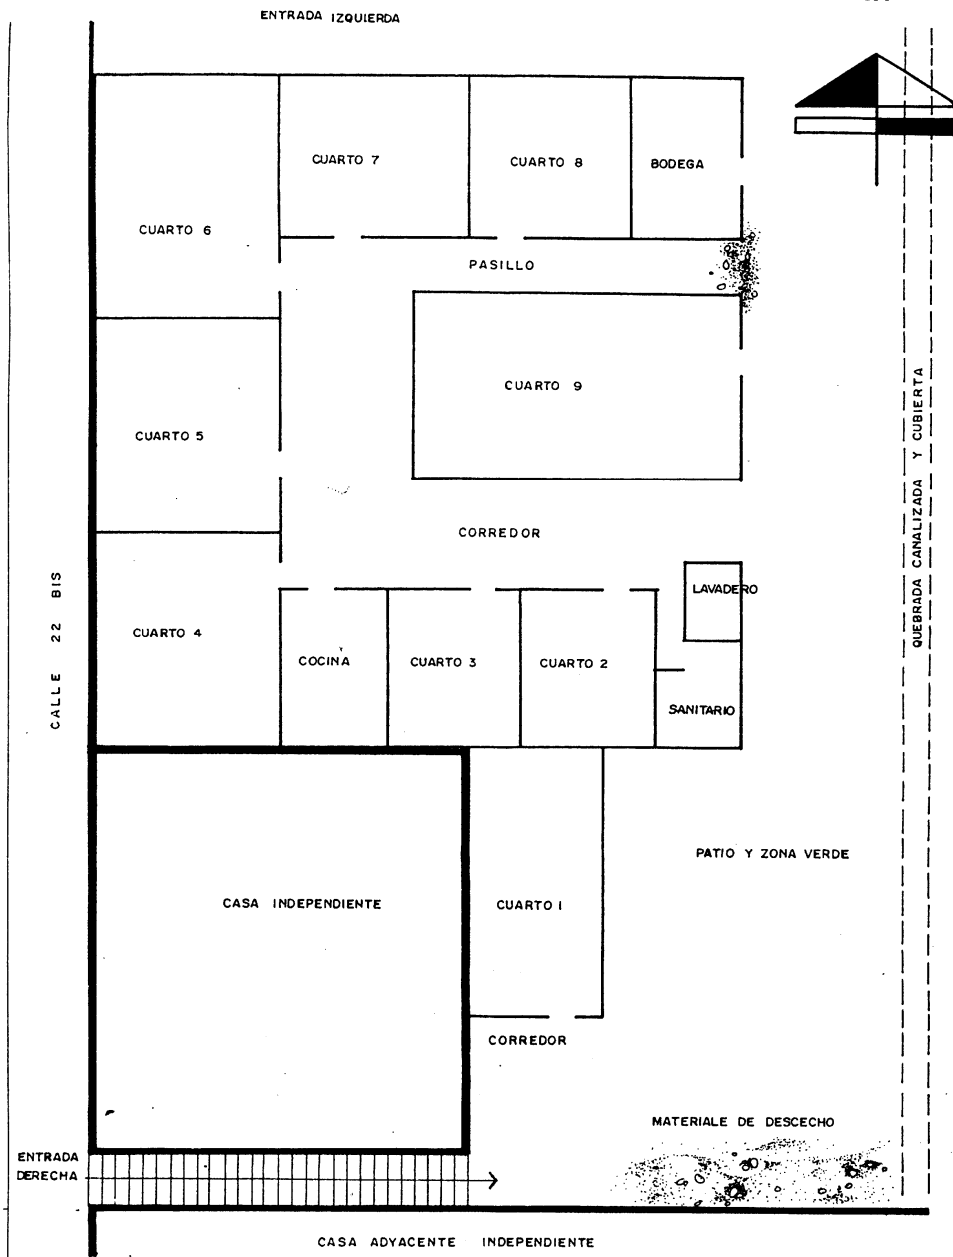 ENTRADA IZQUIERDA
CUARTO 7
CUARTO 8
BODEGA
CUARTO 6
PASILLO
CUARTO 9
CUARTO 5
QUEBRADA CANALIZADA Y CUBIERTA
CORREDOR
CALLE 22 BIS
LAVADERO
CUARTO 4
COCINA
CUARTO 3
CUARTO 2
SANITARIO
PATIO Y ZONA VERDE
CASA INDEPENDIENTE
CUARTO I
CORREDOR
MATERIALE DE DESCECHO
ENTRADA
DERECHA
CASA ADYACENTE INDEPENDIENTE